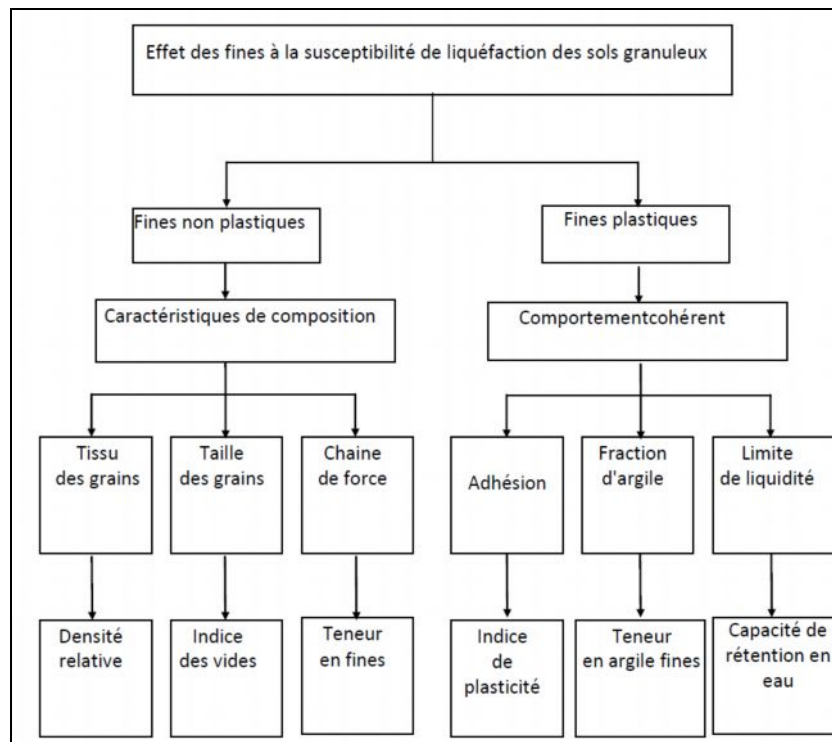 Effet des fines à la susceptibilité de liquéfaction des sols granuleux
Fines non plastiques
Fines plastiques
Caractéristiques de composition
Comportementcohérent
Tissu
des grains
Taille
des grains
Chaine
de force
Adhésion
Fraction
d'argile
Limite
de liquidité
Densité
relative
Indice
des vides
Teneur
en fines
Indice
de
plasticité
Teneur
en argile fines
Capacité de
rétention en
eau